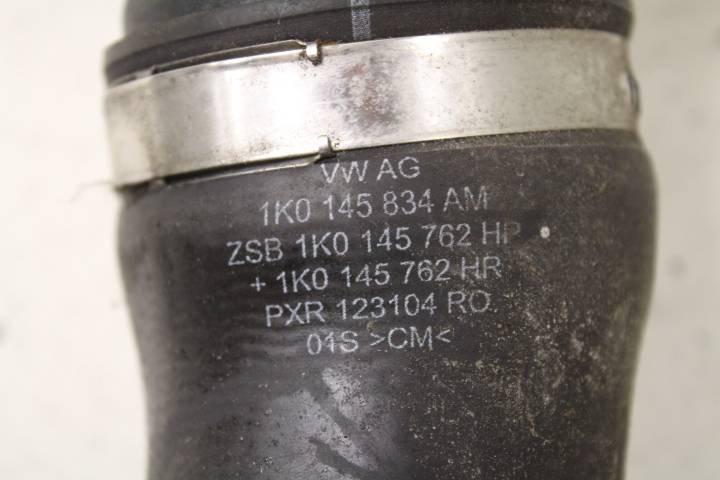 VW AG
1K0 145 834 AM
ZSB 1K0 145 762 HP
+ 1K0 145 762 HR
PXR 123104 RO
01S >CM<